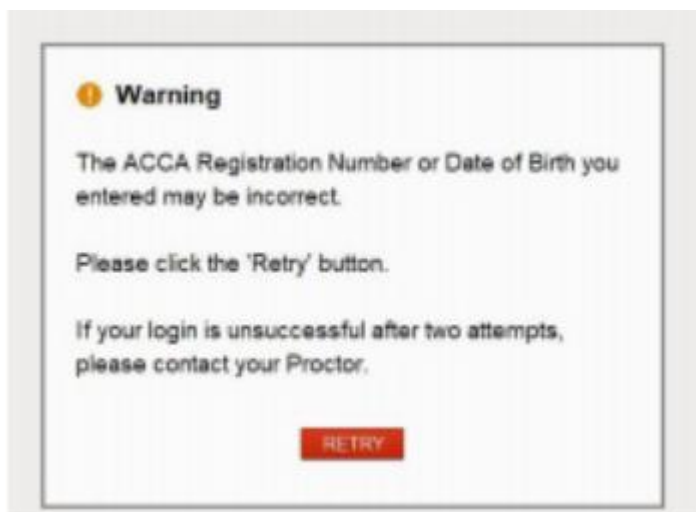 Warning
The ACCA Registration Number or Date of Birth you
entered may be incorrect.
Please click the 'Retry' button.
If your login is unsuccessful after two attempts,
please contact your Proctor.
RETRY